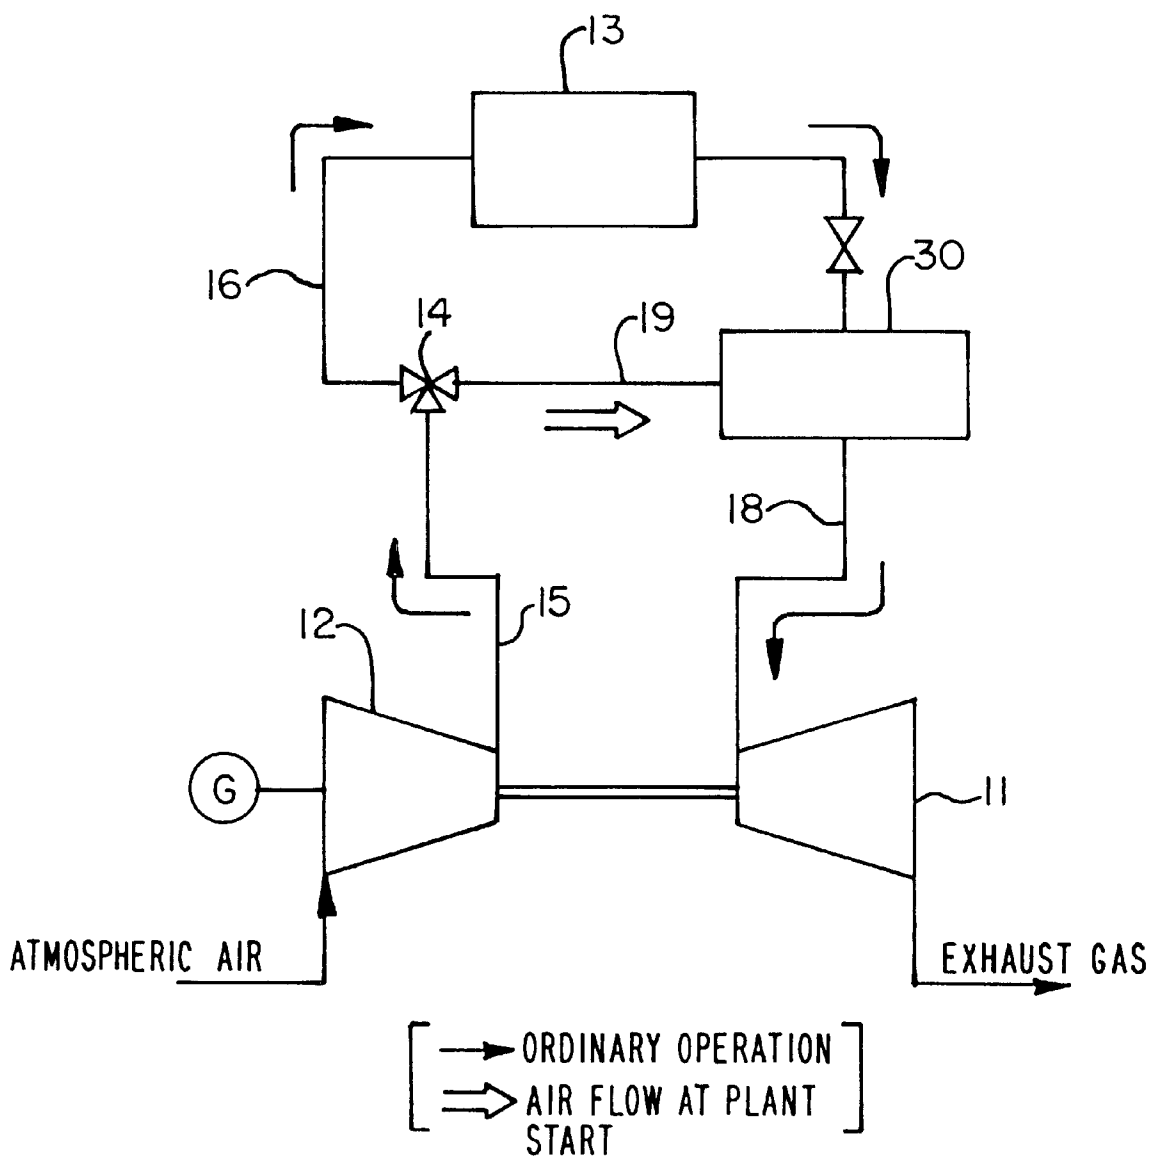 13
16
14
19
30
18
15
12
G
11
ATMOSPHERIC AIR
EXHAUST GAS
ORDINARY OPERATION
AIR FLOW AT PLANT
START